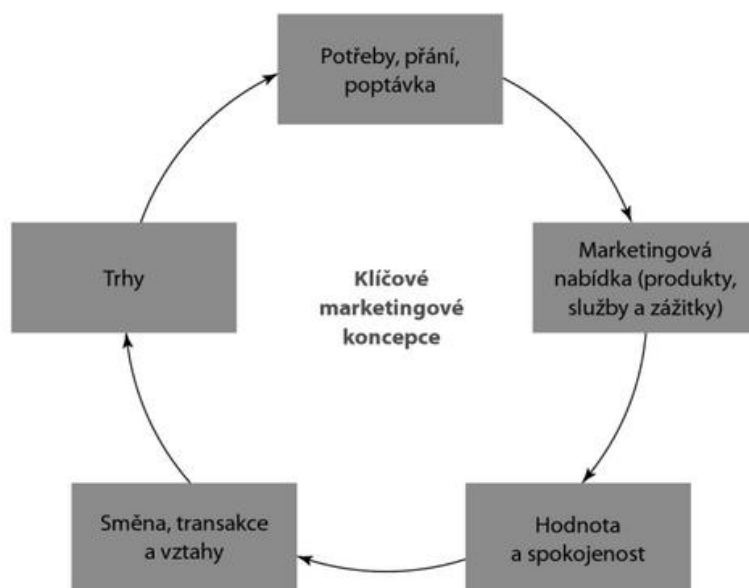 Potřeby, přání,
poptávka
Marketingová
nabídka (produkty,
služby a zážitky)
Hodnota
a spokojenost
Směna, transakce
a vztahy
Trhy
Klíčové
marketingové
koncepce